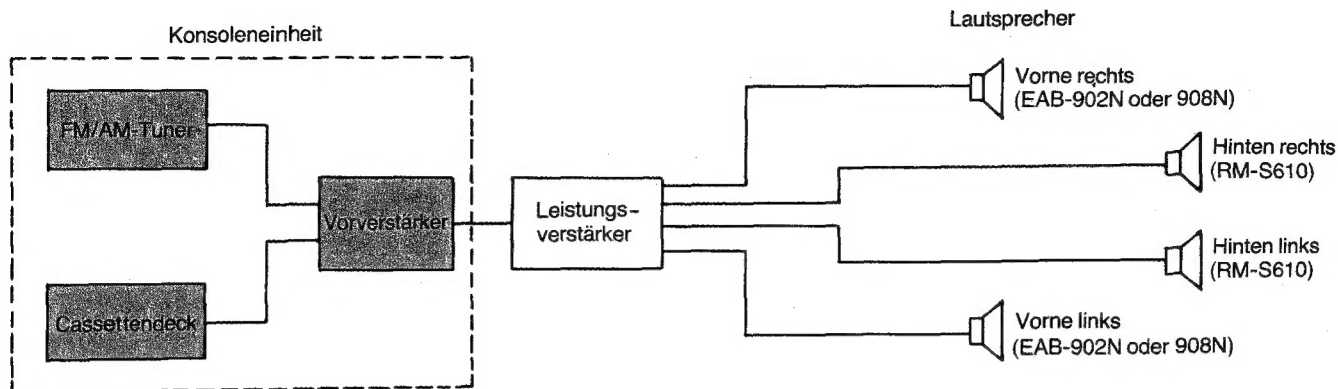 Konsoleneinheit
Lautsprecher
FM/AM-Tuner
Vorverstärker
Cassettendeck
Leistungs-
verstärker
Vorne rechts
(EAB-902N oder 908N)
Hinten rechts
(RM-S610)
Hinten links
(RM-S610)
Vorne links
(EAB-902N oder 908N)